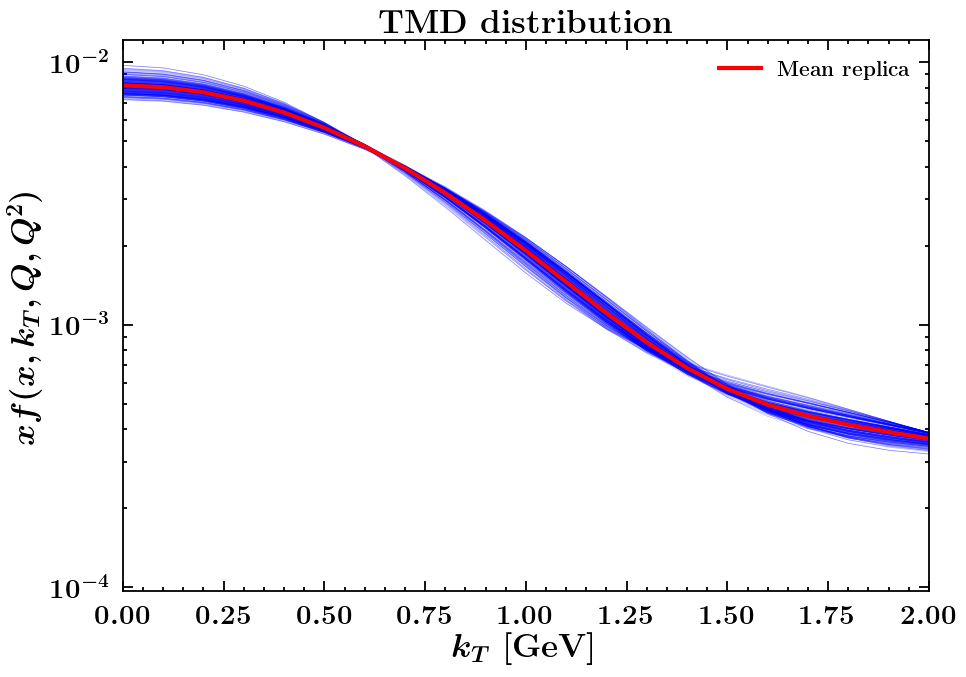 TMD distribution
Mean replica
xf(x, k_T, Q, Q^2)
10^{-2}
10^{-3}
10^{-4}
0.00 0.25 0.50 0.75 1.00 1.25 1.50 1.75 2.00
k_T [GeV]